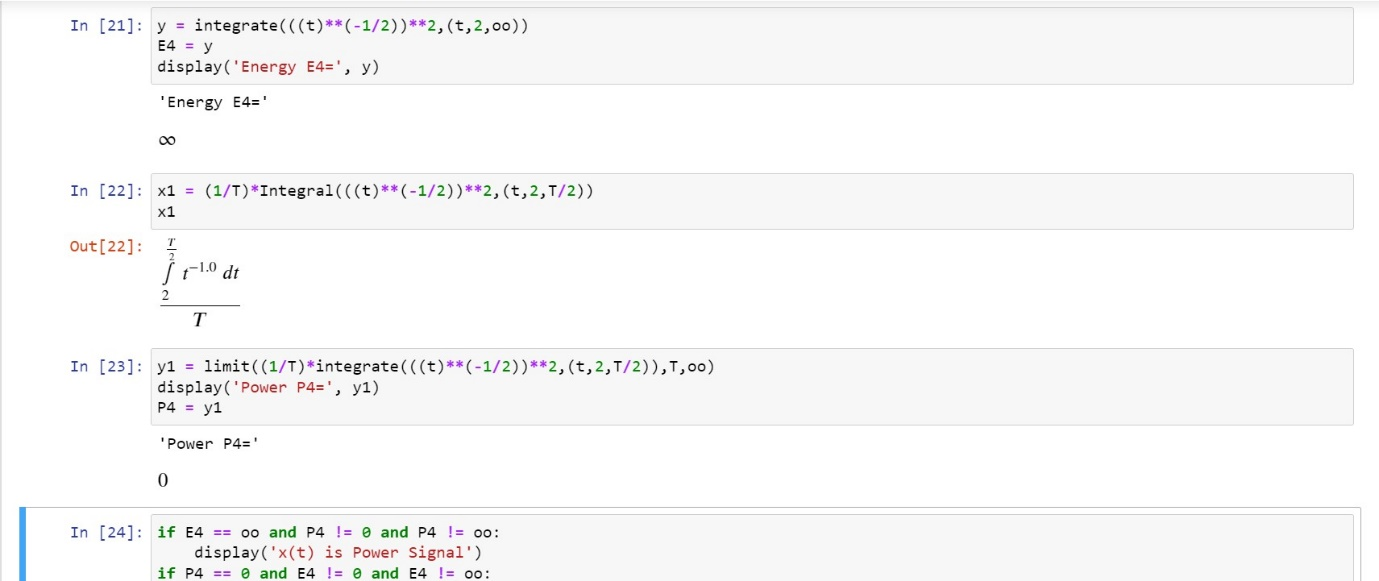 In [21]: y = integrate(((t)**(-1/2))**2,(t,2,oo))
E4 = y
display('Energy E4=', y)
'Energy E4='
∞
In [22]: x1 = (1/T)*Integral(((t)**(-1/2))**2,(t,2,T/2))
x1
Out[22]:
T
2
∫ t−1.0 dt
2
T
In [23]: y1 = limit((1/T)*integrate(((t)**(-1/2))**2,(t,2,T/2)),T,oo)
display('Power P4=', y1)
P4 = y1
'Power P4='
0
In [24]: if E4 == oo and P4 != 0 and P4 != oo:
display('x(t) is Power Signal')
if P4 == 0 and E4 != 0 and E4 != oo: